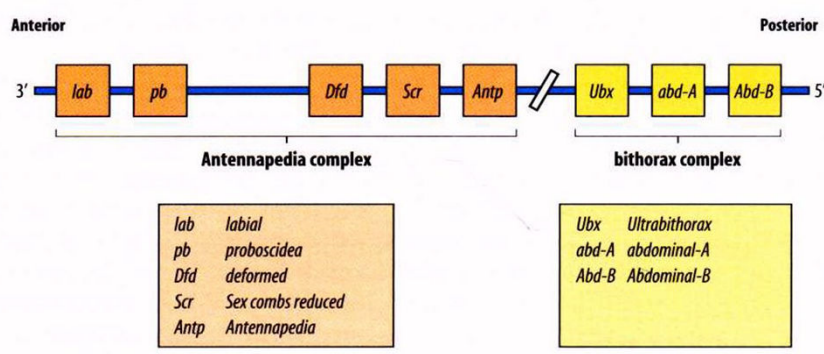 Anterior
Posterior
3′ lab pb Dfd Scr Antp Ubx abd-A Abd-B 5′
Antennapedia complex
bithorax complex
lab labial
pb proboscidea
Dfd deformed
Scr Sex combs reduced
Antp Antennapedia
Ubx Ultrabithorax
abd-A abdominal-A
Abd-B Abdominal-B